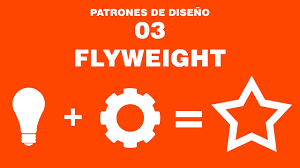 PATRONES DE DISEÑO
03
FLYWEIGHT
+ =